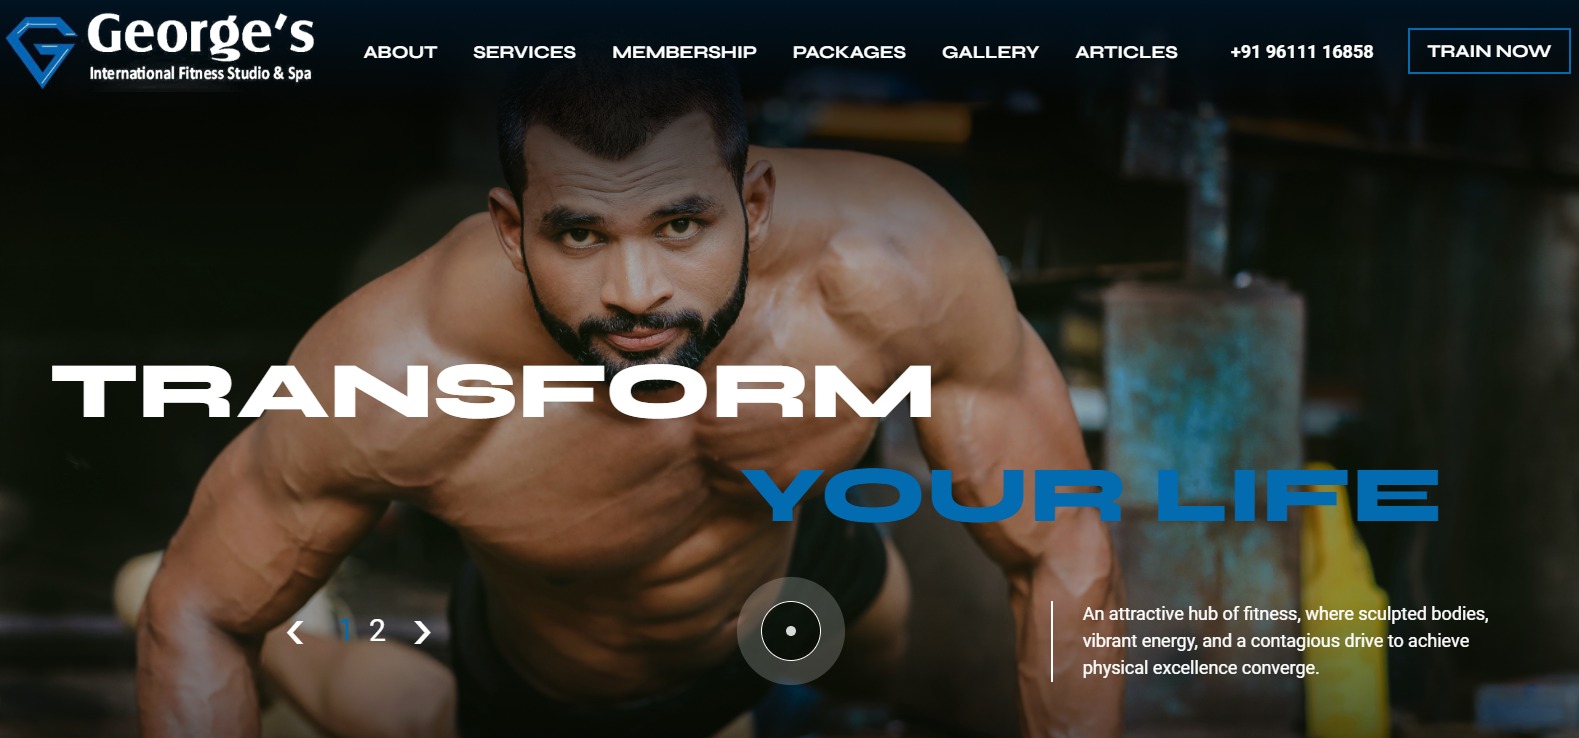 George's
International Fitness Studio & Spa
ABOUT SERVICES MEMBERSHIP PACKAGES GALLERY ARTICLES +91 96111 16858 TRAIN NOW
TRANSFORM
YOUR LIFE
1 2
An attractive hub of fitness, where sculpted bodies,
vibrant energy, and a contagious drive to achieve
physical excellence converge.